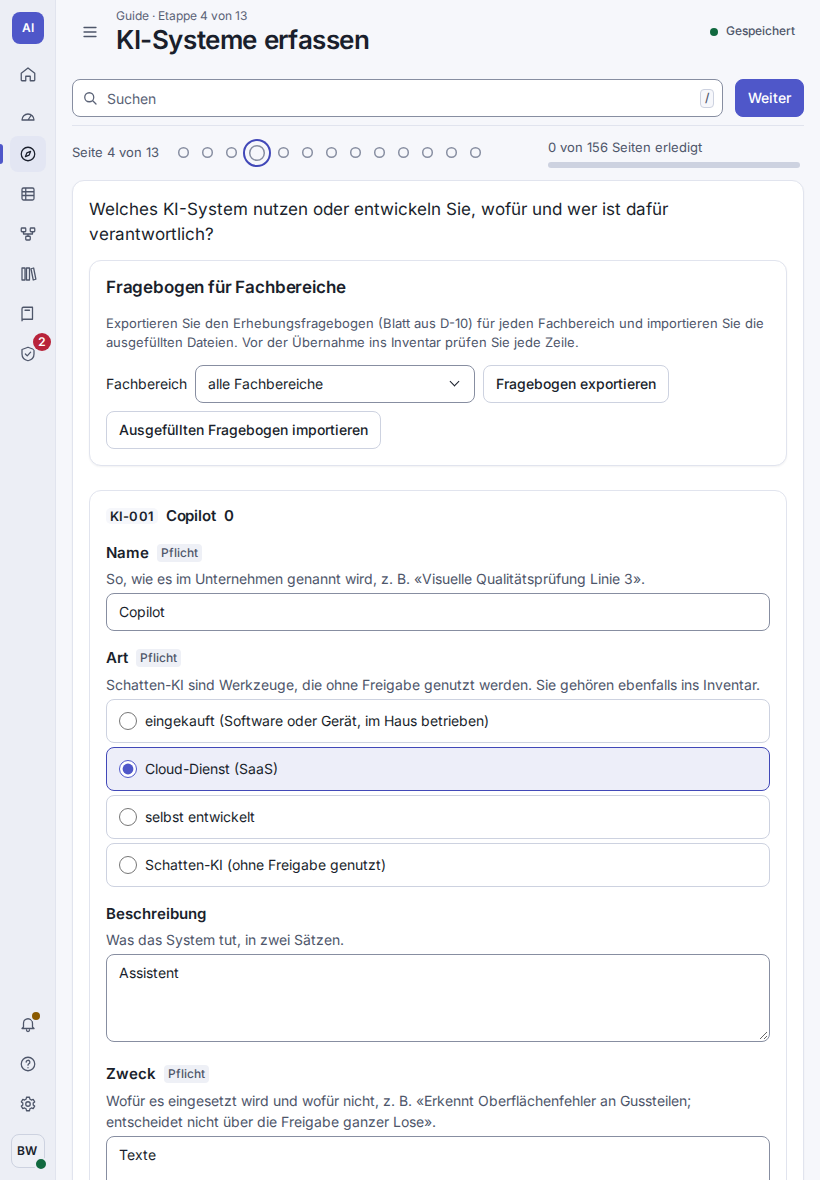 AI
Guide · Etappe 4 von 13
KI-Systeme erfassen
Gespeichert
Suchen
/
Weiter
Seite 4 von 13
0 von 156 Seiten erledigt
Welches KI-System nutzen oder entwickeln Sie, wofür und wer ist dafür
verantwortlich?
Fragebogen für Fachbereiche
Exportieren Sie den Erhebungsfragebogen (Blatt aus D-10) für jeden Fachbereich und importieren Sie die
ausgefüllten Dateien. Vor der Übernahme ins Inventar prüfen Sie jede Zeile.
Fachbereich
alle Fachbereiche
Fragebogen exportieren
Ausgefüllten Fragebogen importieren
2
KI-001 Copilot 0
Name Pflicht
So, wie es im Unternehmen genannt wird, z. B. «Visuelle Qualitätsprüfung Linie 3».
Copilot
Art Pflicht
Schatten-KI sind Werkzeuge, die ohne Freigabe genutzt werden. Sie gehören ebenfalls ins Inventar.
eingekauft (Software oder Gerät, im Haus betrieben)
Cloud-Dienst (SaaS)
selbst entwickelt
Schatten-KI (ohne Freigabe genutzt)
Beschreibung
Was das System tut, in zwei Sätzen.
Assistent
Zweck Pflicht
Wofür es eingesetzt wird und wofür nicht, z. B. «Erkennt Oberflächenfehler an Gussteilen;
entscheidet nicht über die Freigabe ganzer Lose».
Texte
BW